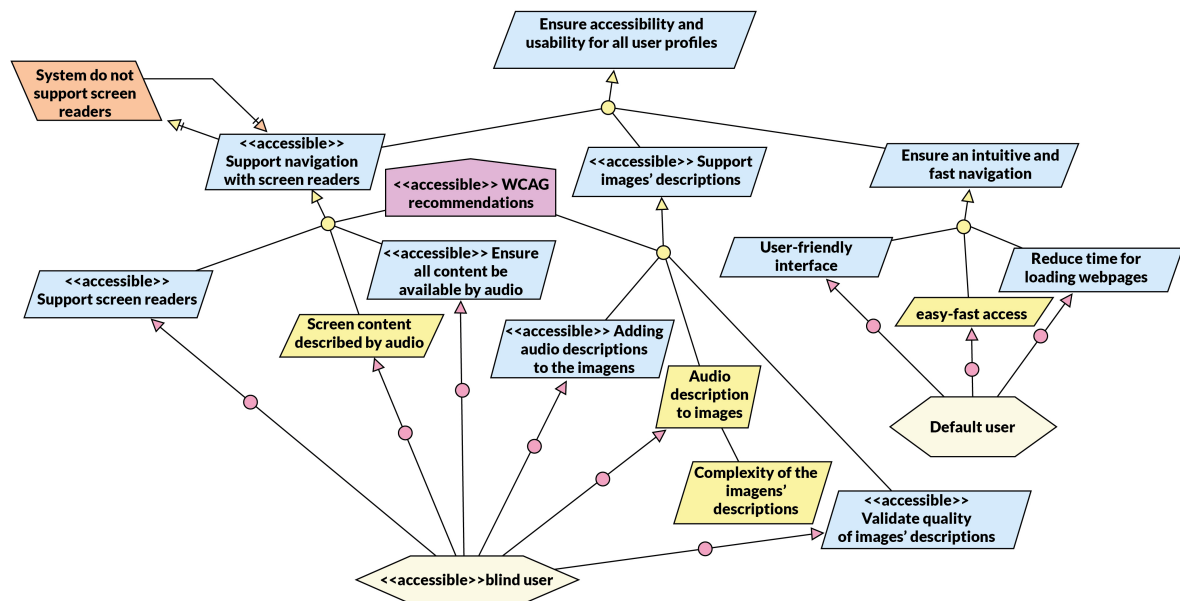 Ensure accessibility and
usability for all user profiles
System do not
support screen
readers
<<accessible>>
Support navigation
with screen readers
<<accessible>> WCAG
recommendations
<<accessible>> Support
images’ descriptions
Ensure an intuitive and
fast navigation
<<accessible>>
Support screen readers
<<accessible>> Ensure
all content be
available by audio
User-friendly
interface
Reduce time for
loading webpages
Screen content
described by audio
<<accessible>> Adding
audio descriptions
to the imagens
easy-fast access
Audio
description
to images
Default user
Complexity of the
imagens’
descriptions
<<accessible>>
Validate quality
of images’ descriptions
<<accessible>>blind user